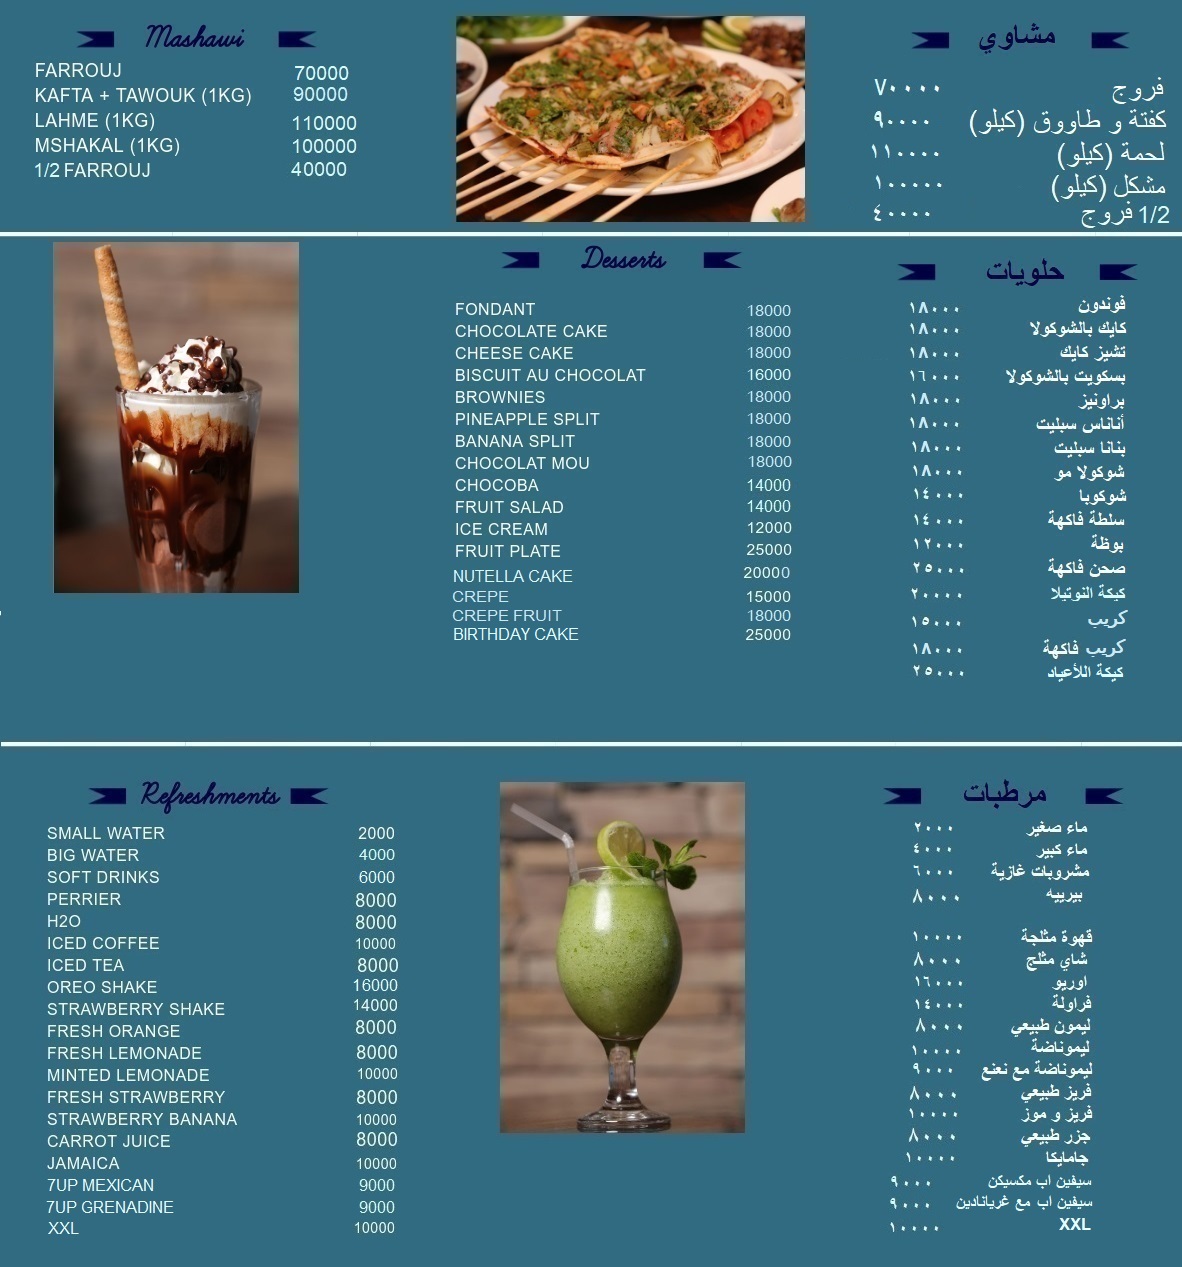 Mashawi
FARROUJ 70000
KAFTA + TAWOUK (1KG) 90000
LAHME (1KG) 110000
MSHAKAL (1KG) 100000
1/2 FARROUJ 40000
مشاوي
فروج ٧٠٠٠٠
كفتة و طاووق (كيلو) ٩٠٠٠٠
لحمة (كيلو) ١١٠٠٠٠
مشكل (كيلو) ١٠٠٠٠٠
1/2 فروج ٤٠٠٠٠
Desserts
FONDANT 18000
CHOCOLATE CAKE 18000
CHEESE CAKE 18000
BISCUIT AU CHOCOLAT 16000
BROWNIES 18000
PINEAPPLE SPLIT 18000
BANANA SPLIT 18000
CHOCOLAT MOU 18000
CHOCOBA 14000
FRUIT SALAD 14000
ICE CREAM 12000
FRUIT PLATE 25000
NUTELLA CAKE 20000
CREPE 15000
CREPE FRUIT 18000
BIRTHDAY CAKE 25000
حلويات
فوندون ١٨٠٠٠
كايك بالشوكولا ١٨٠٠٠
تشيز كايك ١٨٠٠٠
بسكويت بالشوكولا ١٦٠٠٠
براونيز ١٨٠٠٠
أناناس سبليت ١٨٠٠٠
بنانا سبليت ١٨٠٠٠
شوكولا مو ١٨٠٠٠
شوكوبا ١٤٠٠٠
سلطة فاكهة ١٤٠٠٠
بوظة ١٢٠٠٠
صحن فاكهة ٢٥٠٠٠
كيكة النوتيلا ٢٠٠٠٠
كريب ١٥٠٠٠
كريب فاكهة ١٨٠٠٠
كيكة اللأعياد ٢٥٠٠٠
Refreshments
SMALL WATER 2000
BIG WATER 4000
SOFT DRINKS 6000
PERRIER 8000
H2O 8000
ICED COFFEE 10000
ICED TEA 8000
OREO SHAKE 16000
STRAWBERRY SHAKE 14000
FRESH ORANGE 8000
FRESH LEMONADE 8000
MINTED LEMONADE 10000
FRESH STRAWBERRY 8000
STRAWBERRY BANANA 10000
CARROT JUICE 8000
JAMAICA 10000
7UP MEXICAN 9000
7UP GRENADINE 9000
XXL 10000
مرطبات
ماء صغير ٢٠٠٠
ماء كبير ٤٠٠٠
مشروبات غازية ٦٠٠٠
بيرييه ٨٠٠٠
قهوة مثلجة ١٠٠٠٠
شاي مثلج ٨٠٠٠
اوريو ١٦٠٠٠
فراولة ١٤٠٠٠
ليمون طبيعي ٨٠٠٠
ليموناضة ١٠٠٠٠
ليموناضة مع نعنع ٩٠٠٠
فريز طبيعي ٨٠٠٠
فريز و موز ١٠٠٠٠
جزر طبيعي ٨٠٠٠
جامايكا ١٠٠٠٠
سيفين اب مكسيكن ٩٠٠٠
سيفين اب مع غريانادين ٩٠٠٠
XXL ١٠٠٠٠